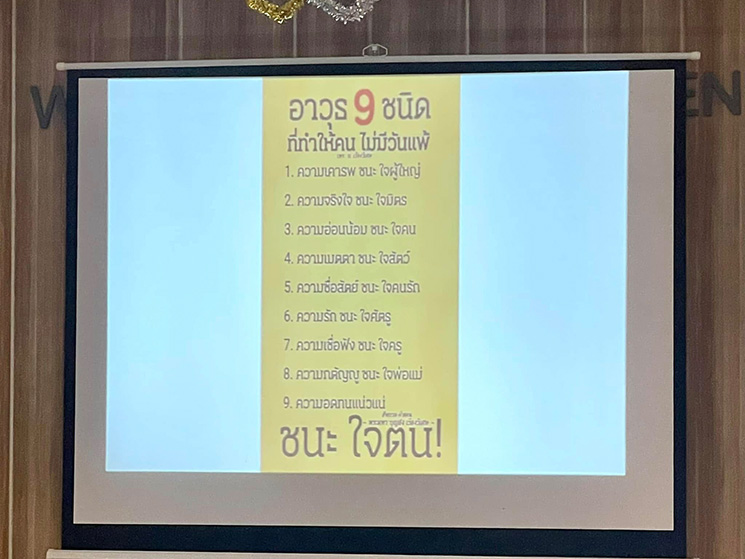 W EN
อาวุธ 9 ชนิด
ที่ทำให้คน ไม่มีวันแพ้
1. ความเคารพ ชนะ ใจผู้ใหญ่
2. ความจริงใจ ชนะ ใจมิตร
3. ความอ่อนน้อม ชนะ ใจคน
4. ความเมตตา ชนะ ใจสัตว์
5. ความซื่อสัตย์ ชนะ ใจคนรัก
6. ความรัก ชนะ ใจศัตรู
7. ความเชื่อฟัง ชนะ ใจครู
8. ความกตัญญู ชนะ ใจพ่อแม่
9. ความอดทนแน่วแน่
ชนะ ใจตน!